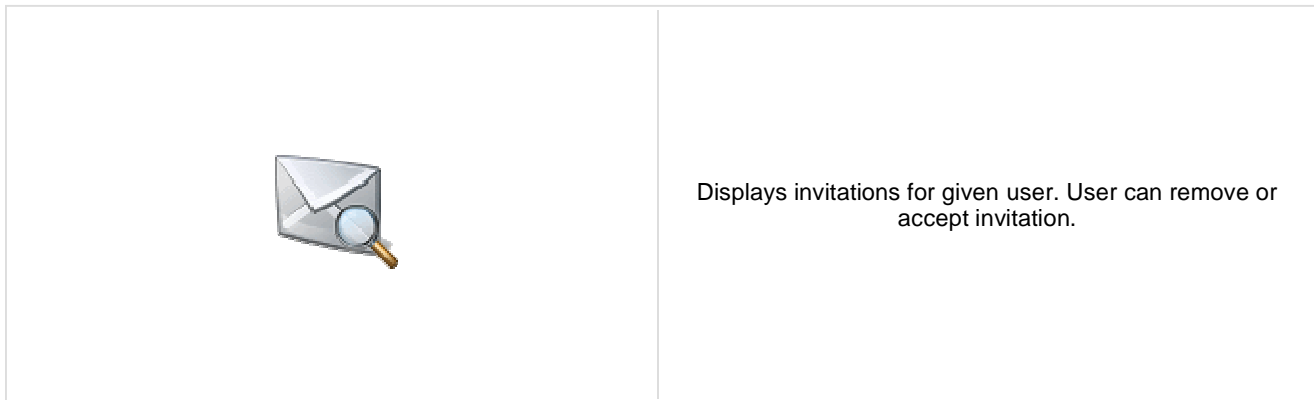 Displays invitations for given user. User can remove or
accept invitation.